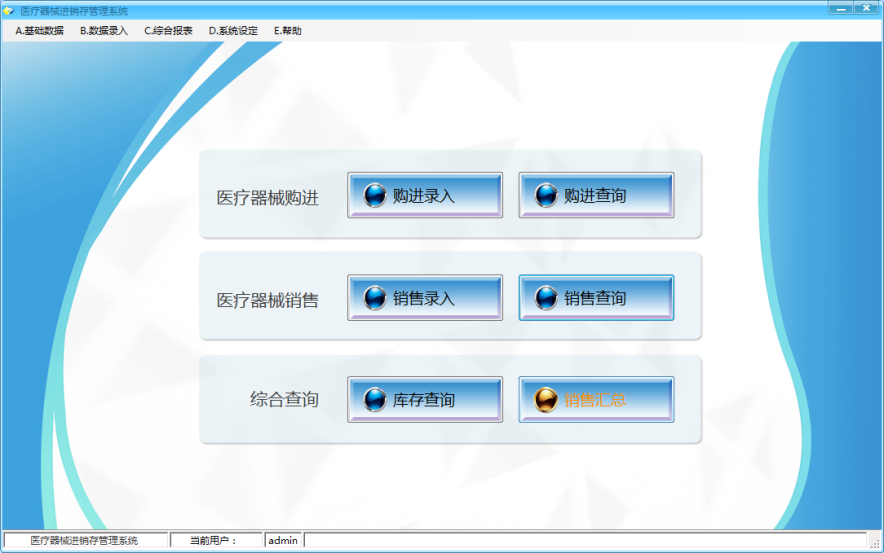 医疗器械进销存管理系统
A.基础数据 B.数据录入 C.综合报表 D.系统设定 E.帮助
医疗器械购进 购进录入 购进查询
医疗器械销售 销售录入 销售查询
综合查询 库存查询 销售汇总
医疗器械进销存管理系统 当前用户： admin